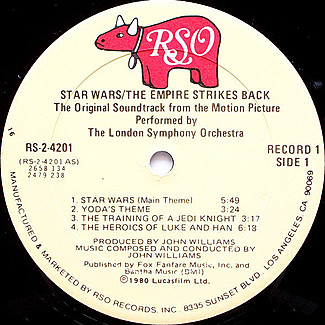 RSO
STAR WARS/THE EMPIRE STRIKES BACK
The Original Soundtrack from the Motion Picture
Performed by
The London Symphony Orchestra
RS-2-4201
RECORD 1
(RS-2-4201 AS)
SIDE 1
2658 134
2479 238
1. STAR WARS (Main Theme) 5:49
2. YODA'S THEME 3:24
3. THE TRAINING OF A JEDI KNIGHT 3:17
4. THE HEROICS OF LUKE AND HAN 6:18
PRODUCED BY JOHN WILLIAMS
MUSIC COMPOSED AND CONDUCTED BY
JOHN WILLIAMS
Published by Fox Fanfare Music, Inc. and
Bantha Music (BMI)
©1980 Lucasfilm Ltd.
16 MANUFACTURED & MARKETED BY RSO RECORDS, INC. 8335 SUNSET BLVD., LOS ANGELES, CA. 90069